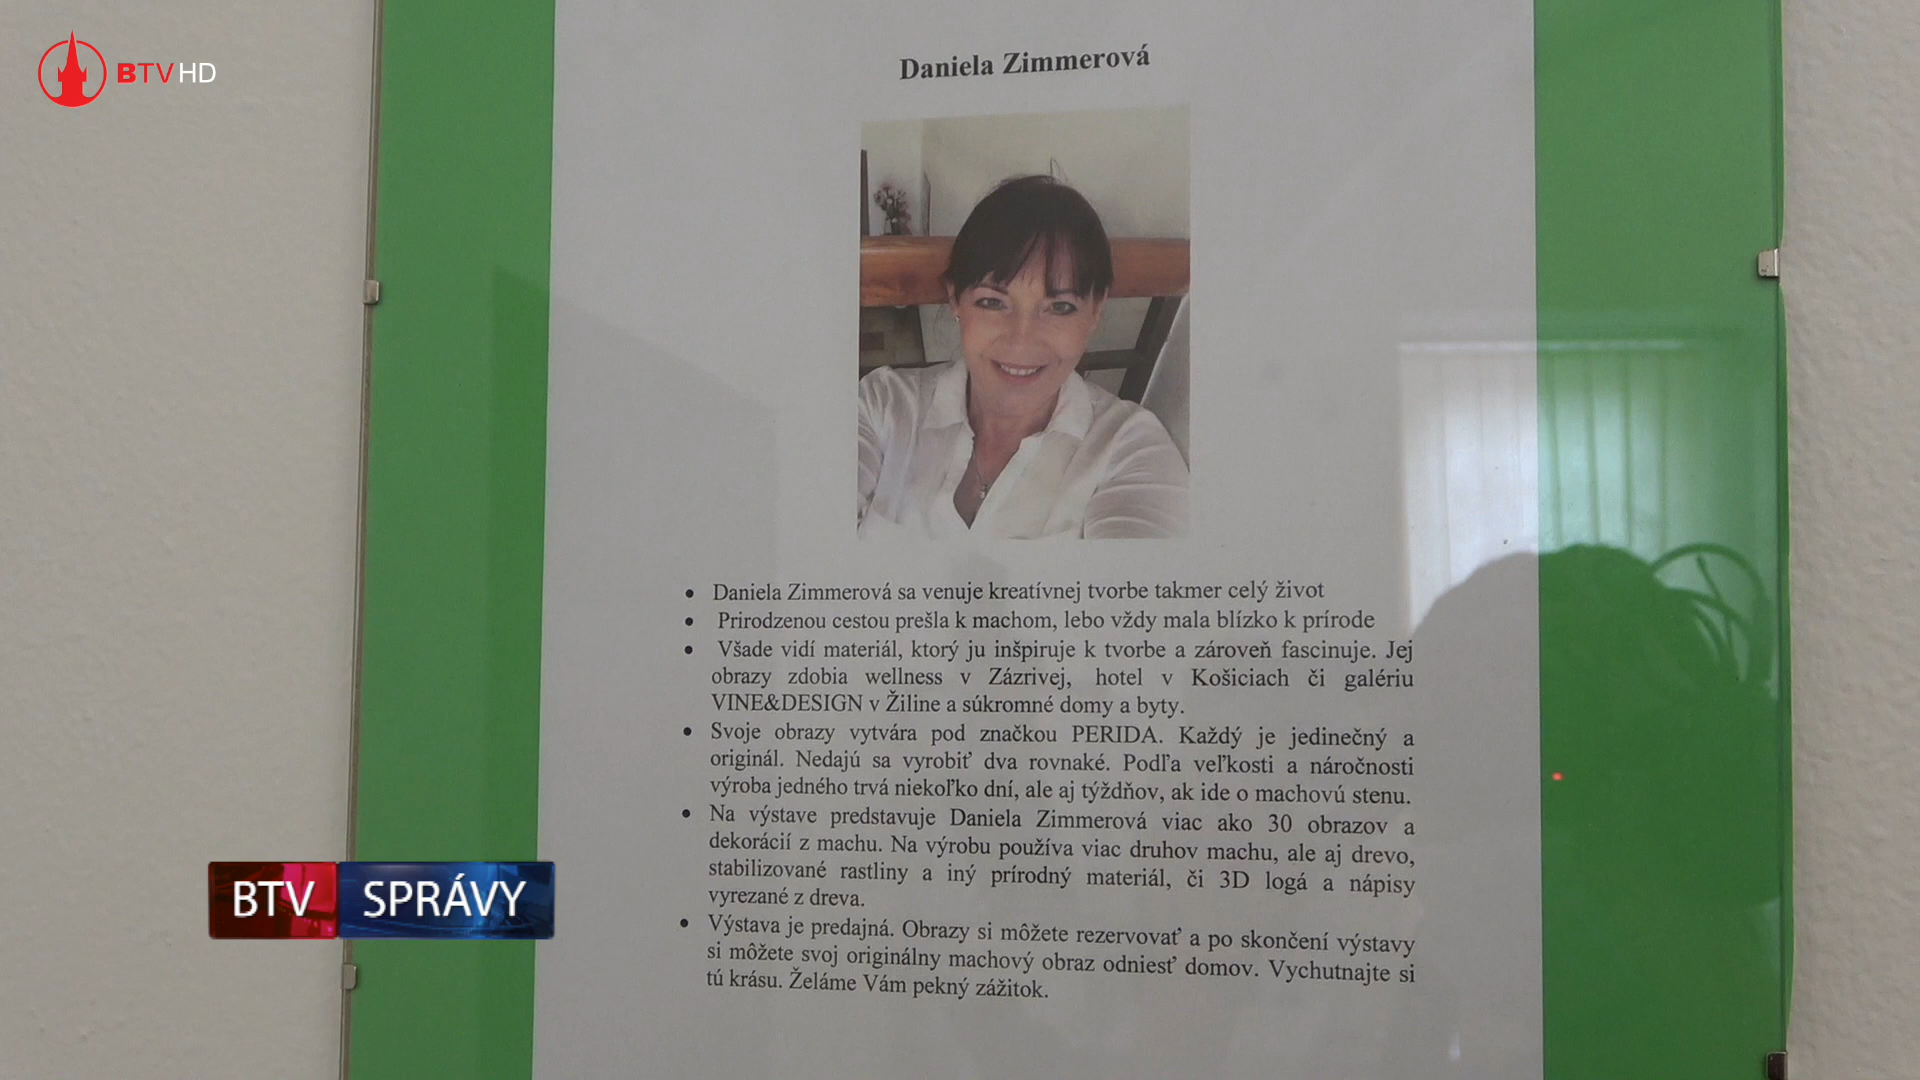 BTV HD
Daniela Zimmerová
• Daniela Zimmerová sa venuje kreatívnej tvorbe takmer celý život
• Prirodzenou cestou prešla k machom, lebo vždy mala blízko k prírode
• Všade vidí materiál, ktorý ju inšpiruje k tvorbe a zároveň fascinuje. Jej
obrazy zdobia wellness v Zázrivej, hotel v Košiciach či galériu
VINE&DESIGN v Žiline a súkromné domy a byty.
• Svoje obrazy vytvára pod značkou PERIDA. Každý je jedinečný a
originál. Nedajú sa vyrobiť dva rovnaké. Podľa veľkosti a náročnosti
výroba jedného trvá niekoľko dní, ale aj týždňov, ak ide o machovú stenu.
• Na výstave predstavuje Daniela Zimmerová viac ako 30 obrazov a
dekorácií z machu. Na výrobu používa viac druhov machu, ale aj drevo,
stabilizované rastliny a iný prírodný materiál, či 3D logá a nápisy
vyrezané z dreva.
• Výstava je predajná. Obrazy si môžete rezervovať a po skončení výstavy
si môžete svoj originálny machový obraz odniesť domov. Vychutnajte si
tú krásu. Želáme Vám pekný zážitok.
BTV SPRÁVY